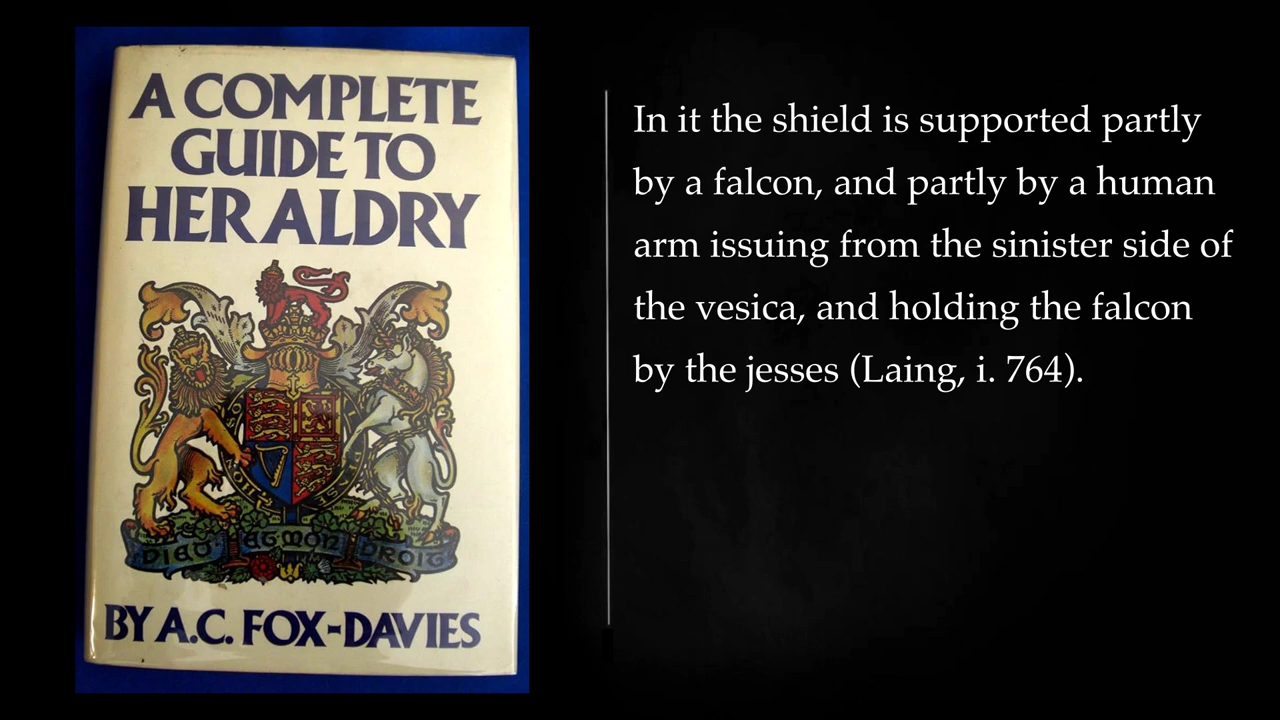 A COMPLETE
GUIDE TO
HERALDRY
DIEU ET MON DROIT
BY A.C. FOX-DAVIES
In it the shield is supported partly
by a falcon, and partly by a human
arm issuing from the sinister side of
the vesica, and holding the falcon
by the jesses (Laing, i. 764).